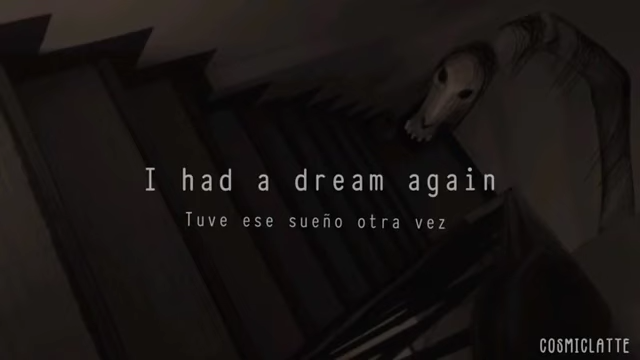 I had a dream again
Tuve ese sueño otra vez
COSMICLATTE